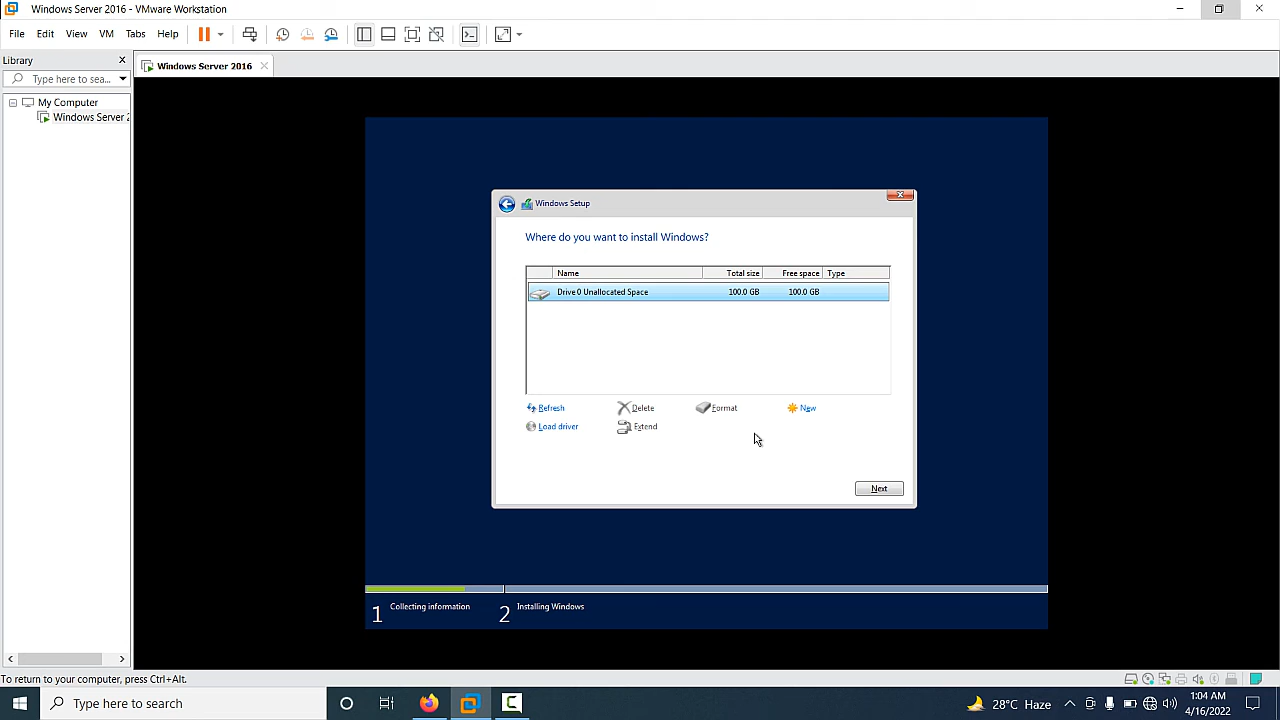 Windows Server 2016 - VMware Workstation
File Edit View VM Tabs Help
Library
Type here to sea...
My Computer
Windows Server 2
Windows Server 2016
Windows Setup
Where do you want to install Windows?
Name Total size Free space Type
Drive 0 Unallocated Space 100.0 GB 100.0 GB
Refresh Delete Format New
Load driver Extend
Next
1 Collecting information 2 Installing Windows
To return to your computer, press Ctrl+Alt.
Type here to search
28°C Haze
1:04 AM
4/16/2022